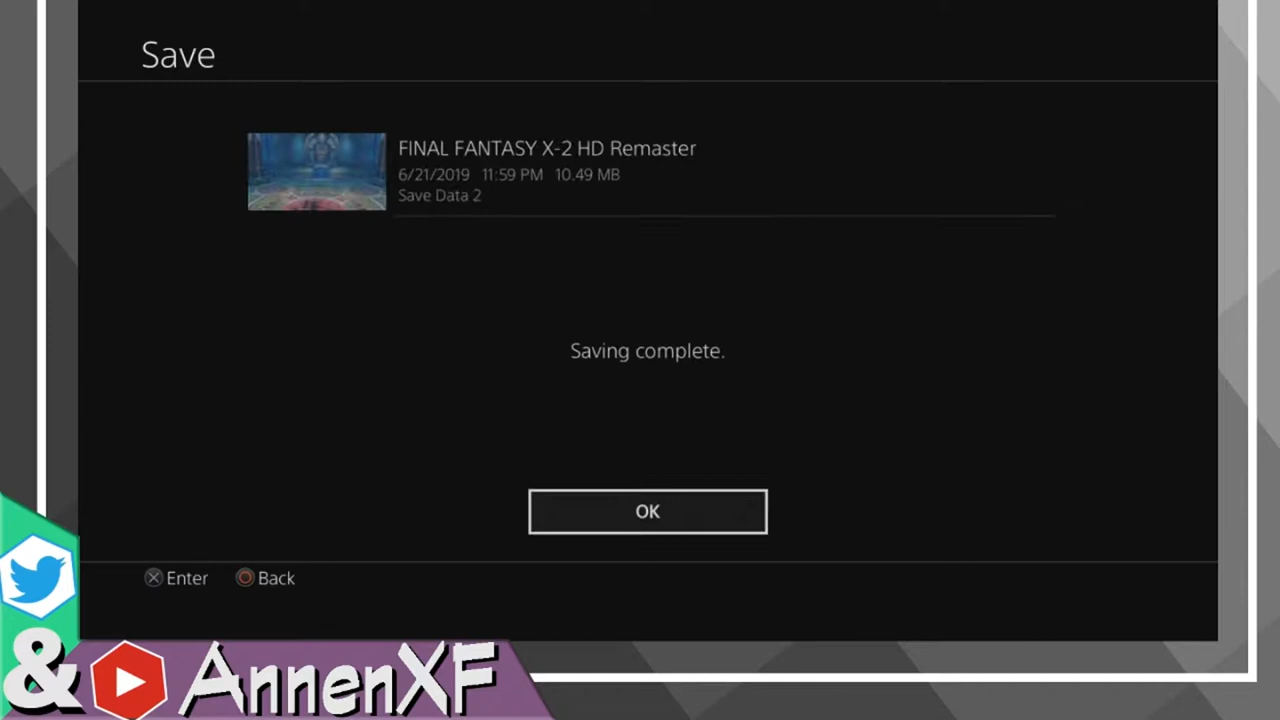 Save
FINAL FANTASY X-2 HD Remaster
6/21/2019 11:59 PM 10.49 MB
Save Data 2
Saving complete.
OK
Enter Back
& AnnenXF